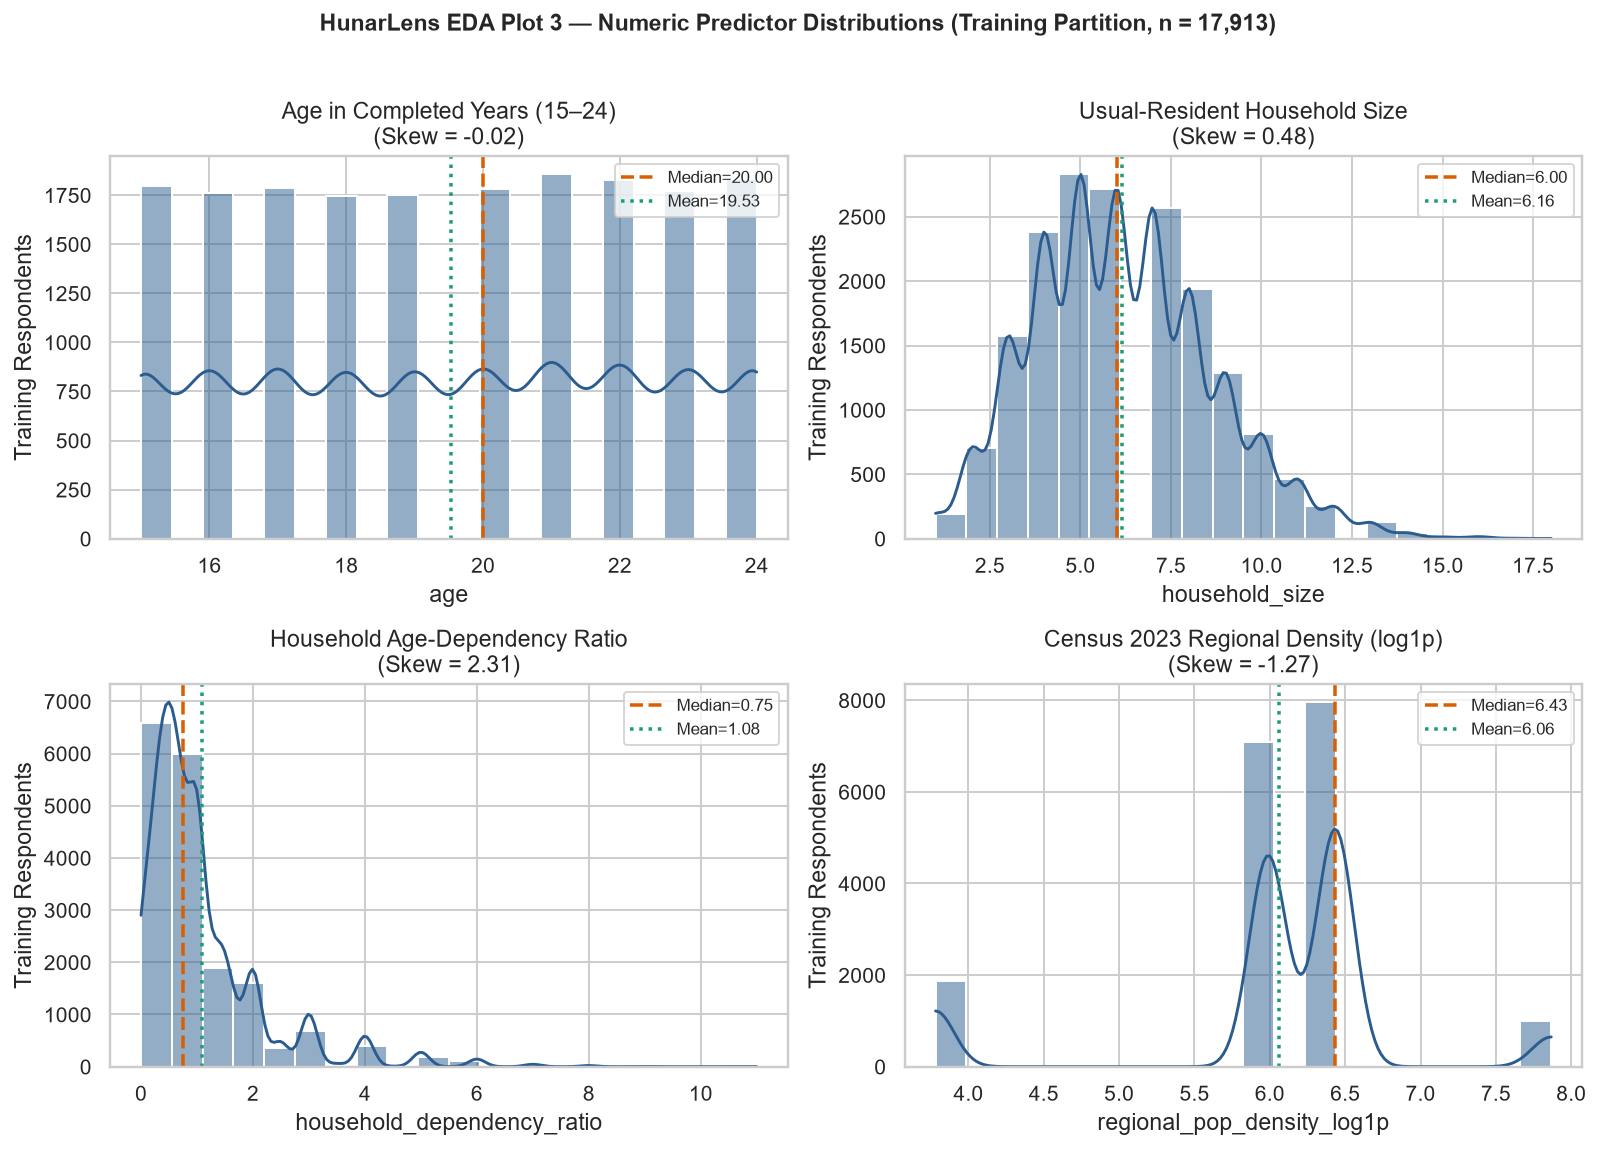 HunarLens EDA Plot 3 — Numeric Predictor Distributions (Training Partition, n = 17,913)
Age in Completed Years (15–24)
(Skew = -0.02)
Median=20.00
Mean=19.53
Training Respondents
1750
1500
1250
1000
750
500
250
0
16 18 20 22 24
age
Usual-Resident Household Size
(Skew = 0.48)
Median=6.00
Mean=6.16
Training Respondents
2500
2000
1500
1000
500
0
2.5 5.0 7.5 10.0 12.5 15.0 17.5
household_size
Household Age-Dependency Ratio
(Skew = 2.31)
Median=0.75
Mean=1.08
Training Respondents
7000
6000
5000
4000
3000
2000
1000
0
0 2 4 6 8 10
household_dependency_ratio
Census 2023 Regional Density (log1p)
(Skew = -1.27)
Median=6.43
Mean=6.06
Training Respondents
8000
6000
4000
2000
0
4.0 4.5 5.0 5.5 6.0 6.5 7.0 7.5 8.0
regional_pop_density_log1p